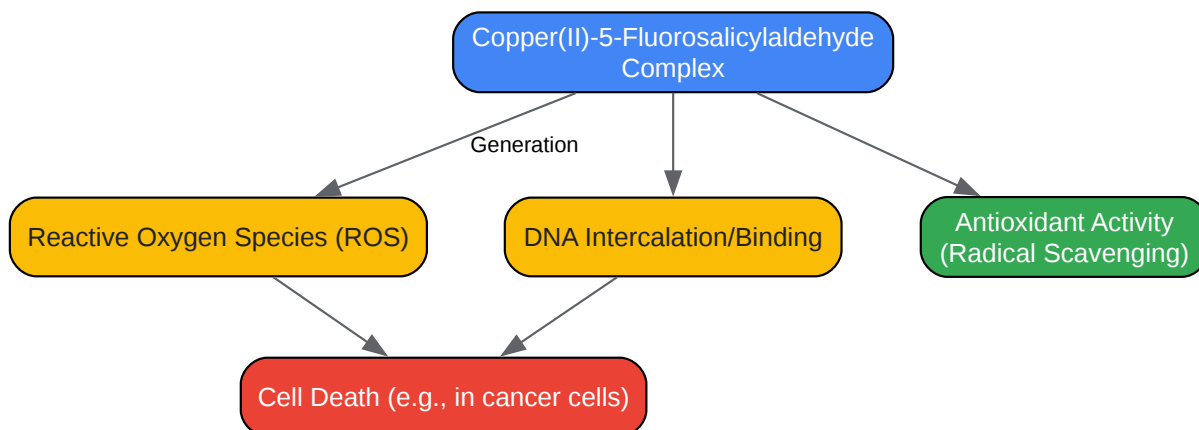 Copper(II)-5-Fluorosalicylaldehyde
Complex
Generation
Reactive Oxygen Species (ROS)
DNA Intercalation/Binding
Antioxidant Activity
(Radical Scavenging)
Cell Death (e.g., in cancer cells)